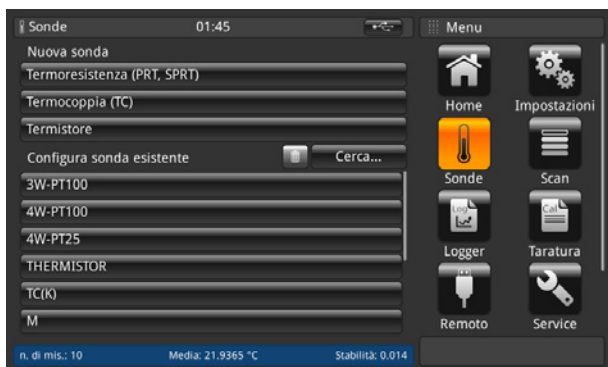 Sonde 01:45
Nuova sonda
Termoresistenza (PRT, SPRT)
Termocoppia (TC)
Termistore
Configura sonda esistente Cerca...
3W-PT100
4W-PT100
4W-PT25
THERMISTOR
TC(K)
M
n. di mis.: 10 Media: 21.9365 °C Stabilità: 0.014
Menu
Home Impostazioni
Sonde Scan
Log Cal
Logger Taratura
Remoto Service